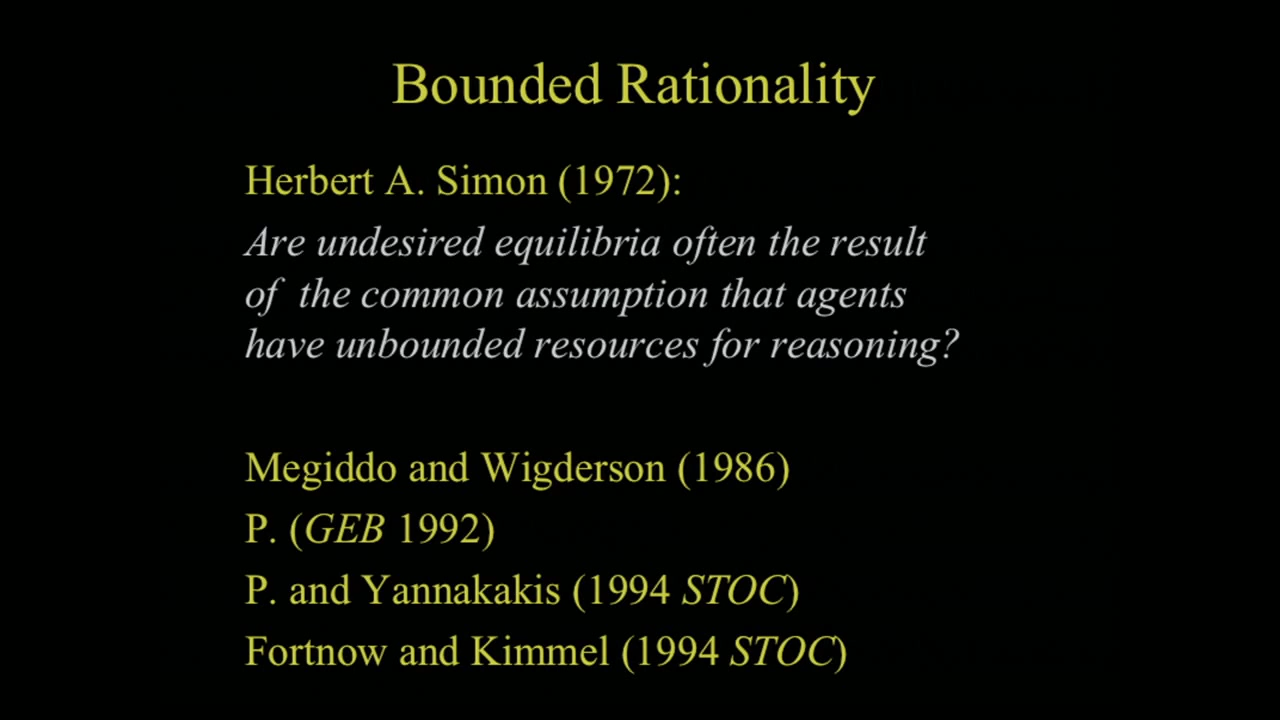 Bounded Rationality
Herbert A. Simon (1972):
Are undesired equilibria often the result
of the common assumption that agents
have unbounded resources for reasoning?
Megiddo and Wigderson (1986)
P. (GEB 1992)
P. and Yannakakis (1994 STOC)
Fortnow and Kimmel (1994 STOC)